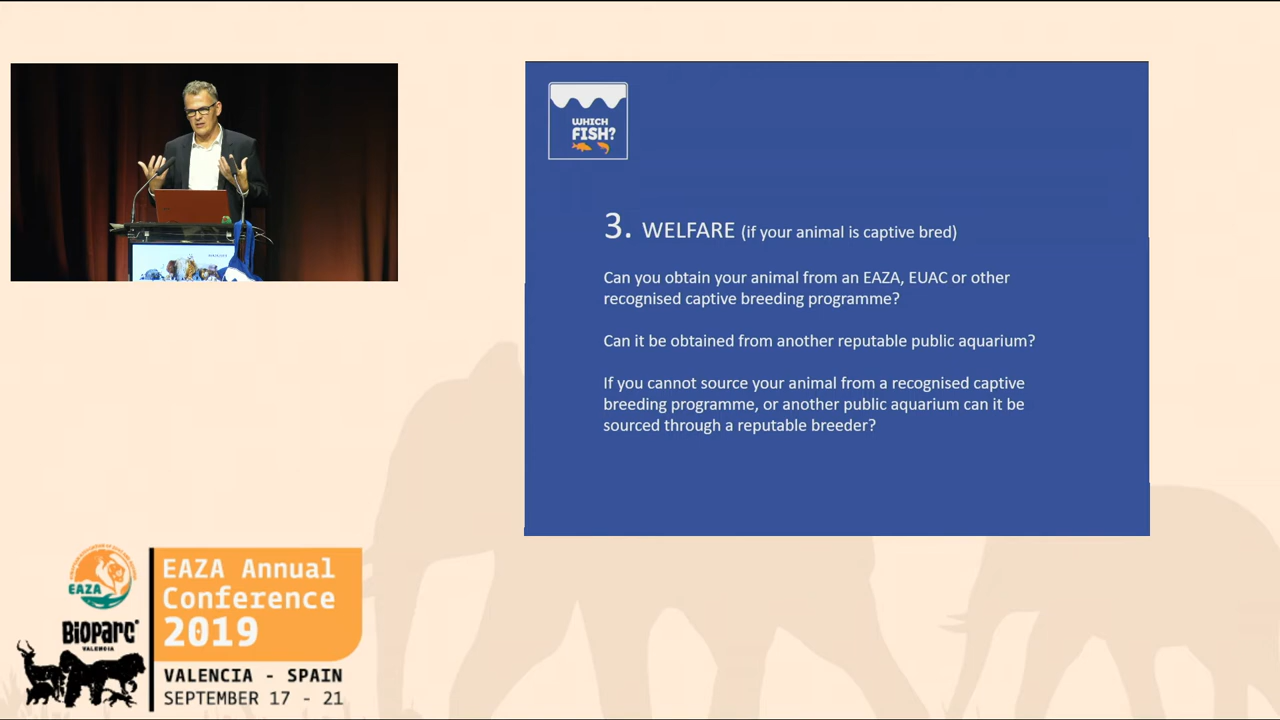 WHICH
FISH?
3. WELFARE (if your animal is captive bred)
Can you obtain your animal from an EAZA, EUAC or other
recognised captive breeding programme?
Can it be obtained from another reputable public aquarium?
If you cannot source your animal from a recognised captive
breeding programme, or another public aquarium can it be
sourced through a reputable breeder?
EAZA
BIOPARC
VALENCIA
EAZA Annual
Conference
2019
VALENCIA - SPAIN
SEPTEMBER 17 - 21